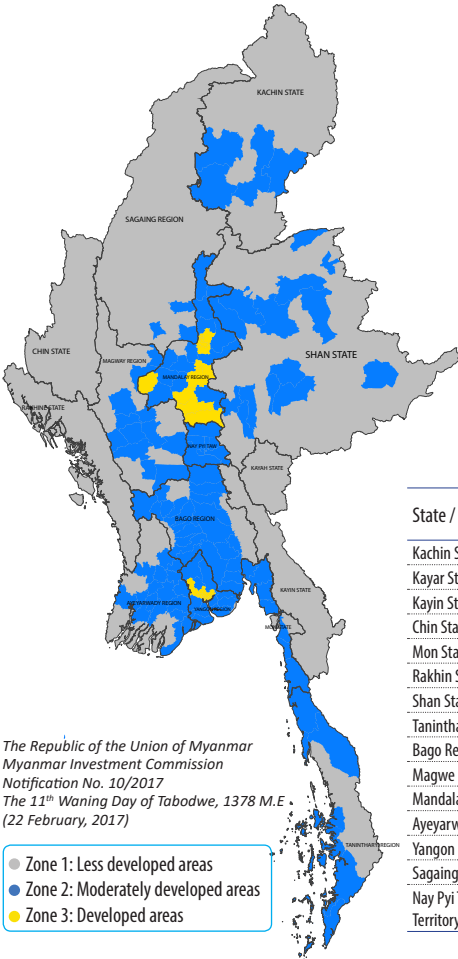 KACHIN STATE
SAGAING REGION
SHAN STATE
CHIN STATE
MAGWAY REGION
MANDALAY REGION
RAKHINE STATE
NAY PYI TAW
KAYAH STATE
BAGO REGION
KAYIN STATE
AYEYARWADY REGION
YANGON REGION
MON STATE
TANINTHARYI REGION
State /
Kachin S
Kayar St
Kayin St
Chin Sta
Mon Sta
Rakhin S
Shan Sta
Tanintha
Bago Re
Magwe
Mandala
Ayeyarw
Yangon
Sagaing
Nay Pyi
Territory
The Republic of the Union of Myanmar
Myanmar Investment Commission
Notification No. 10/2017
The 11th Waning Day of Tabodwe, 1378 M.E
(22 February, 2017)
Zone 1: Less developed areas
Zone 2: Moderately developed areas
Zone 3: Developed areas